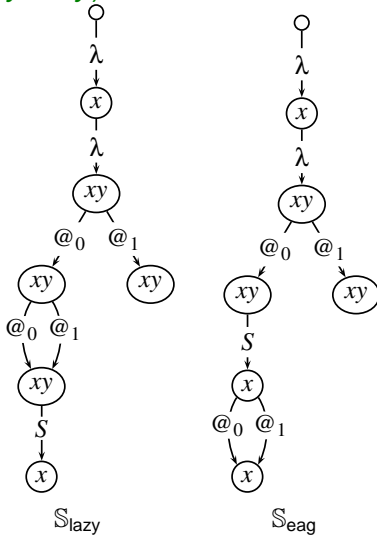 λ λ
x x
λ λ
xy xy
@0 @1 @0 @1
xy xy xy xy
@0 @1 S
xy x
S @0 @1
x x
𝕊lazy 𝕊eag